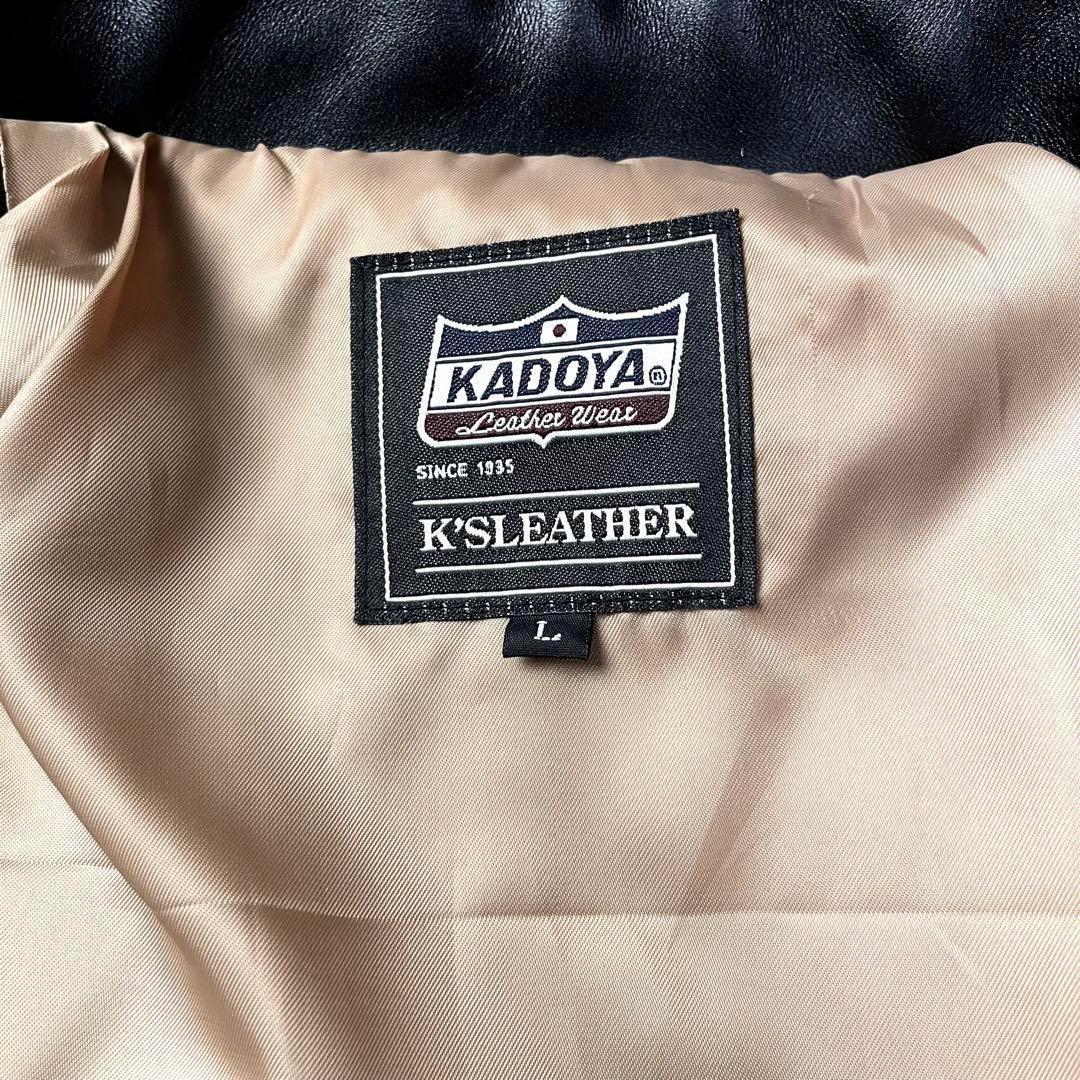 KADOYA®
Leather Wear
SINCE 1935
K'SLEATHER
L